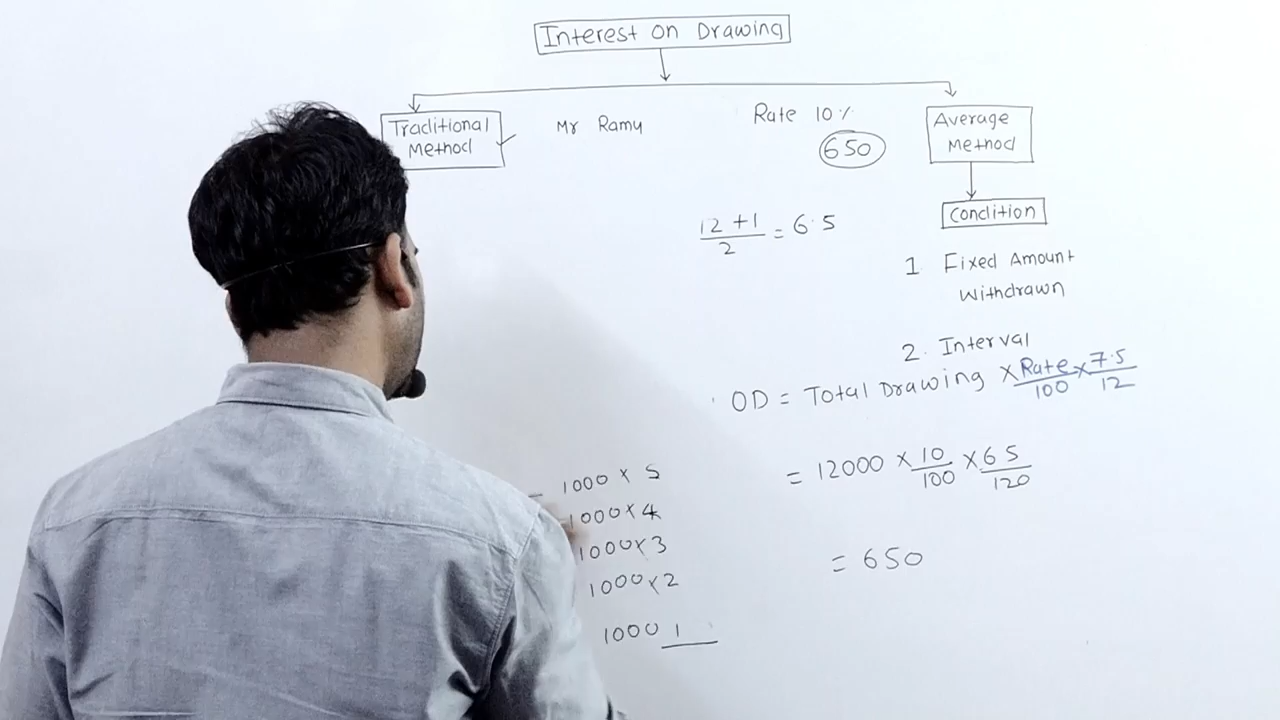 Interest on Drawing
Traditional
Method
Mr Ramu
Rate 10%
650
Average
Method
Condition
12 + 1 / 2 = 6.5
1 Fixed Amount
Withdrawn
2. Interval
OD = Total Drawing × Rate / 100 × 7.5 / 12
= 12000 × 10 / 100 × 65 / 120
= 650
1000 × 5
1000 × 4
1000 × 3
1000 × 2
1000 1